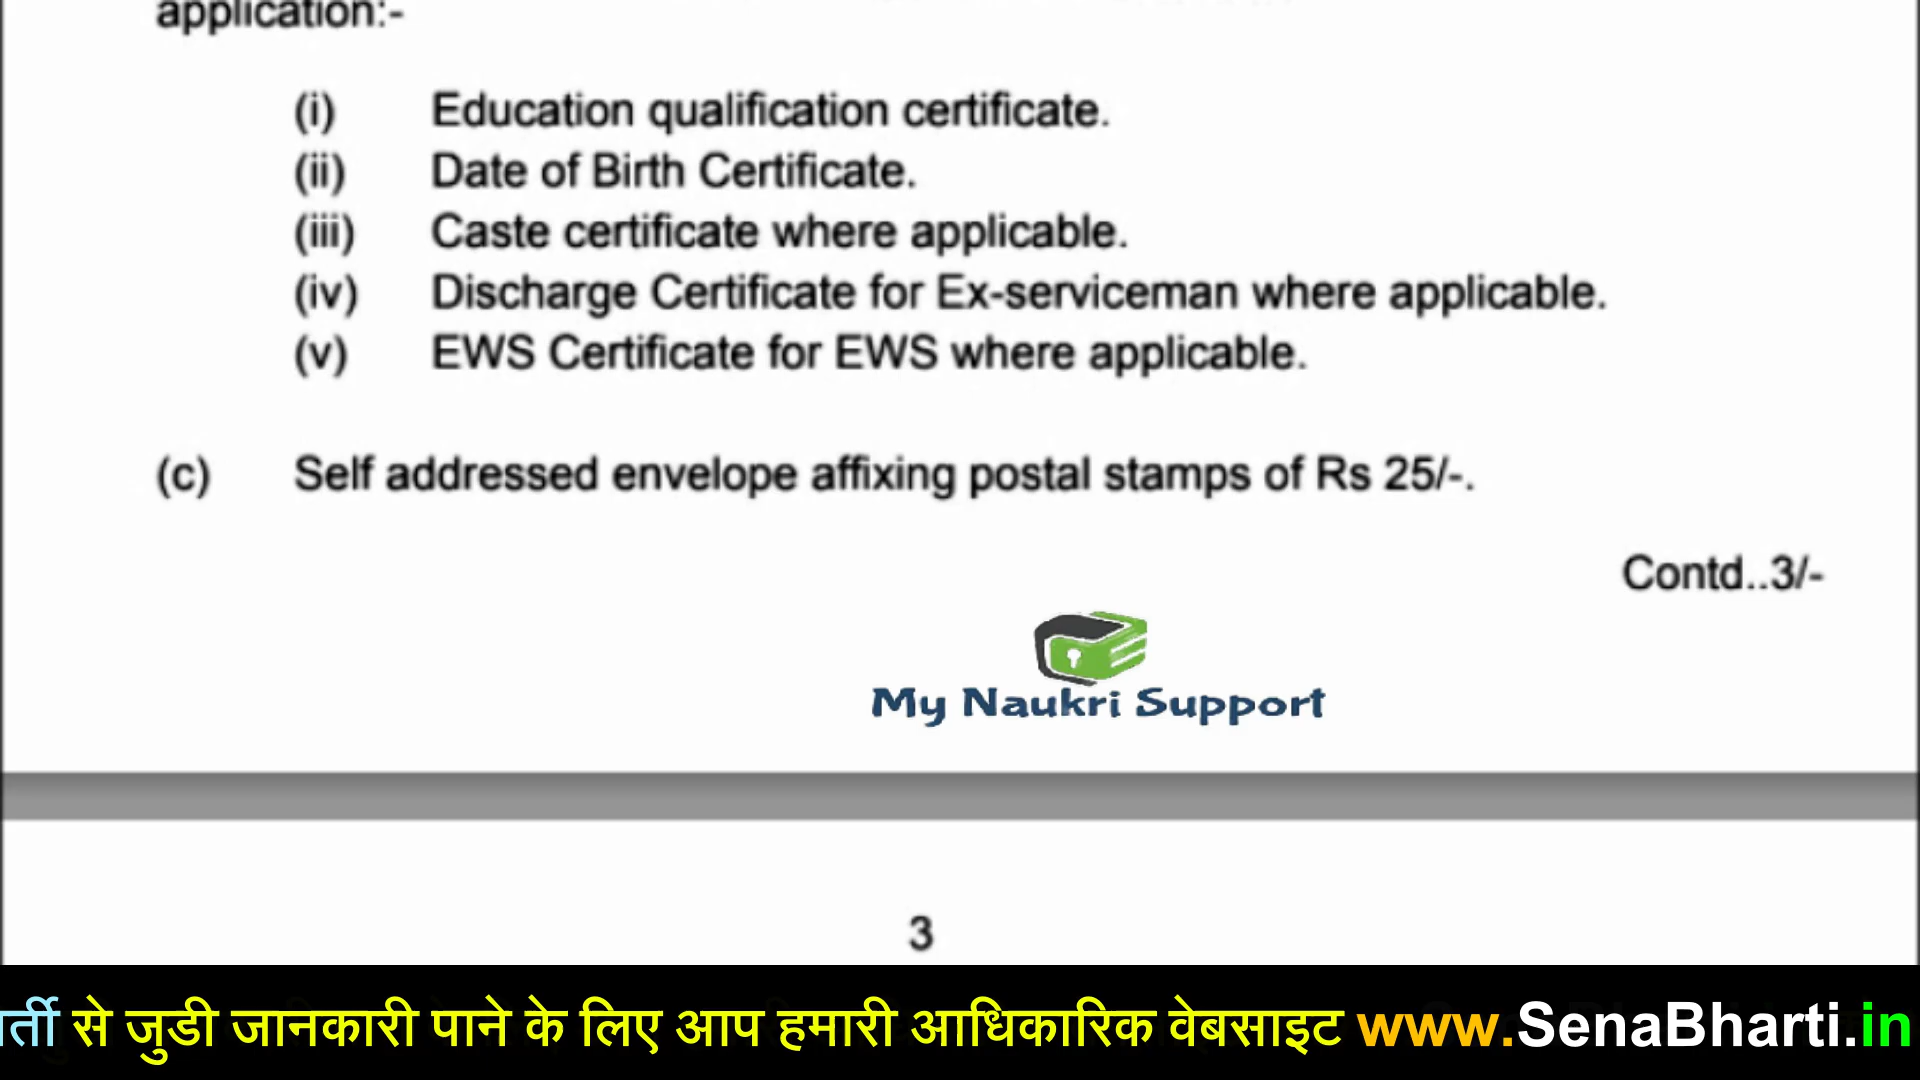 application:-
(i) Education qualification certificate.
(ii) Date of Birth Certificate.
(iii) Caste certificate where applicable.
(iv) Discharge Certificate for Ex-serviceman where applicable.
(v) EWS Certificate for EWS where applicable.
(c) Self addressed envelope affixing postal stamps of Rs 25/-.
Contd..3/-
My Naukri Support
3
से जुडी जानकारी पाने के लिए आप हमारी आधिकारिक वेबसाइट www.SenaBharti.in